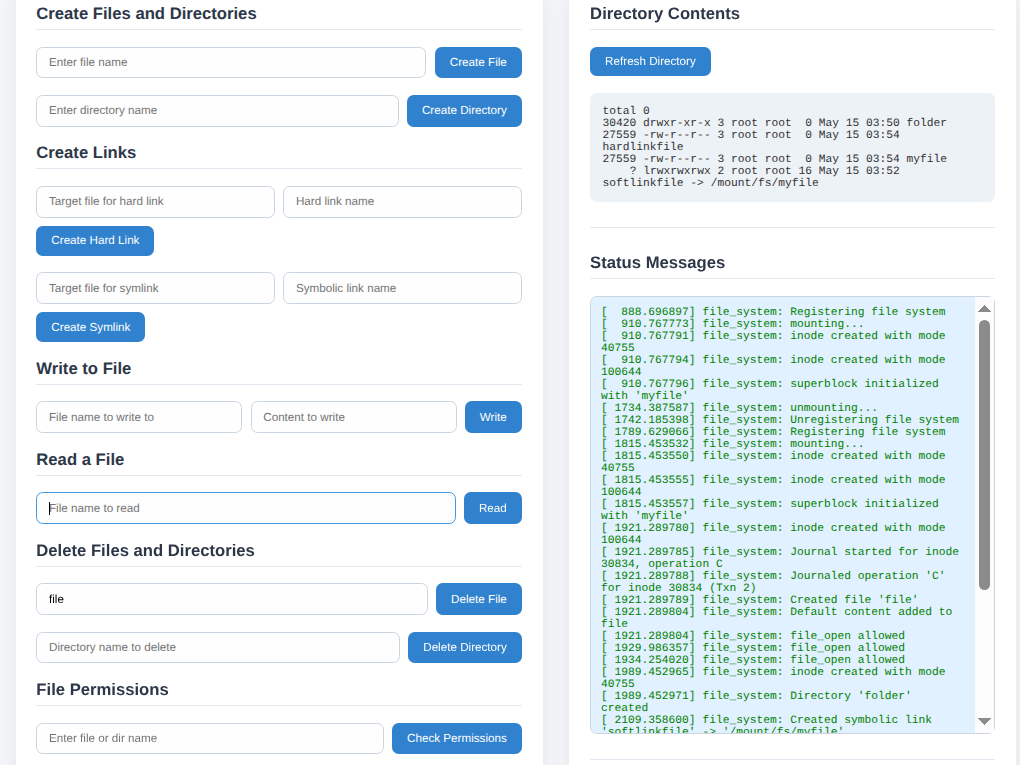 Create Files and Directories
Enter file name
Create File
Enter directory name
Create Directory
Create Links
Target file for hard link
Hard link name
Create Hard Link
Target file for symlink
Symbolic link name
Create Symlink
Write to File
File name to write to
Content to write
Write
Read a File
File name to read
Read
Delete Files and Directories
file
Delete File
Directory name to delete
Delete Directory
File Permissions
Enter file or dir name
Check Permissions
Directory Contents
Refresh Directory
total 0
30420 drwxr-xr-x 3 root root  0 May 15 03:50 folder
27559 -rw-r--r-- 3 root root  0 May 15 03:54
hardlinkfile
27559 -rw-r--r-- 3 root root  0 May 15 03:54 myfile
    ? lrwxrwxrwx 2 root root 16 May 15 03:52
softlinkfile -> /mount/fs/myfile
Status Messages
[  888.696897] file_system: Registering file system
[  910.767773] file_system: mounting...
[  910.767791] file_system: inode created with mode
40755
[  910.767794] file_system: inode created with mode
100644
[  910.767796] file_system: superblock initialized
with 'myfile'
[ 1734.387587] file_system: unmounting...
[ 1742.185398] file_system: Unregistering file system
[ 1789.629066] file_system: Registering file system
[ 1815.453532] file_system: mounting...
[ 1815.453550] file_system: inode created with mode
40755
[ 1815.453555] file_system: inode created with mode
100644
[ 1815.453557] file_system: superblock initialized
with 'myfile'
[ 1921.289780] file_system: inode created with mode
100644
[ 1921.289785] file_system: Journal started for inode
30834, operation C
[ 1921.289788] file_system: Journaled operation 'C'
for inode 30834 (Txn 2)
[ 1921.289789] file_system: Created file 'file'
[ 1921.289804] file_system: Default content added to
file
[ 1921.289804] file_system: file_open allowed
[ 1929.986357] file_system: file_open allowed
[ 1934.254020] file_system: file_open allowed
[ 1989.452965] file_system: inode created with mode
40755
[ 1989.452971] file_system: Directory 'folder'
created
[ 2109.358600] file_system: Created symbolic link
'softlinkfile' -> '/mount/fs/myfile'